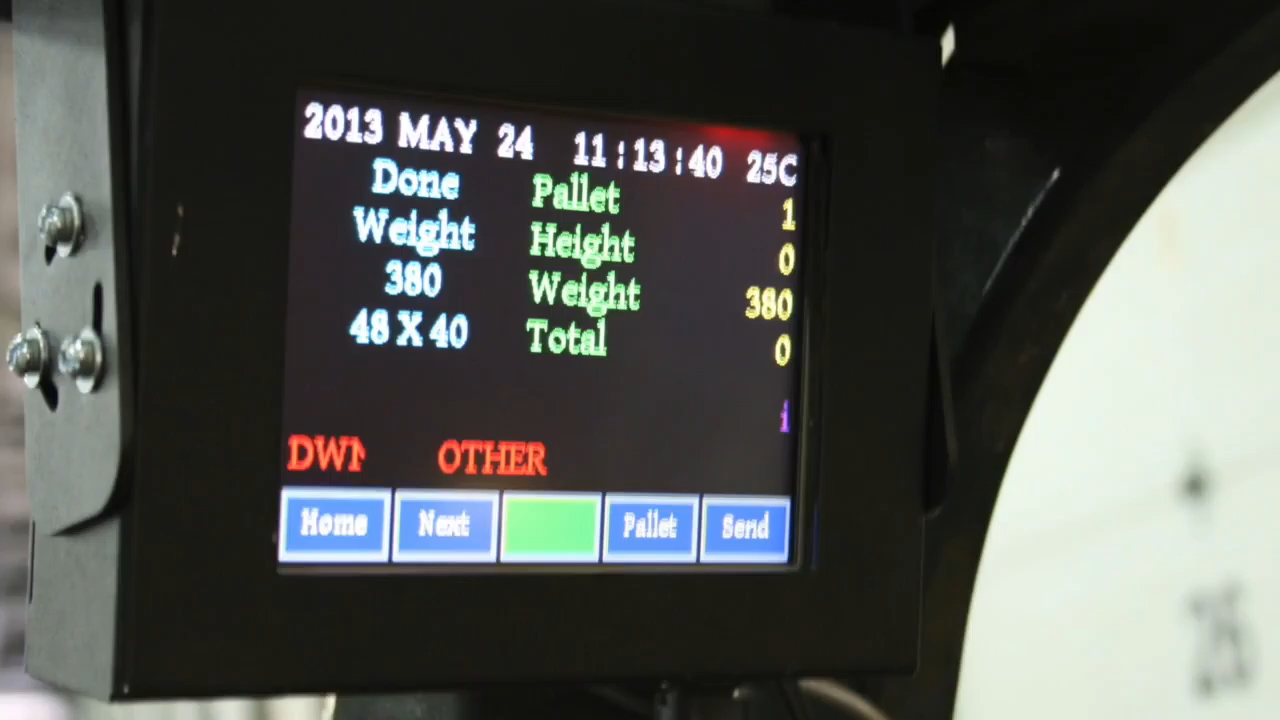 2013 MAY 24 11:13:40 25C
Done Pallet 1
Weight Height 0
380 Weight 380
48 X 40 Total 0
i
OTHER
Home Next Pallet Send